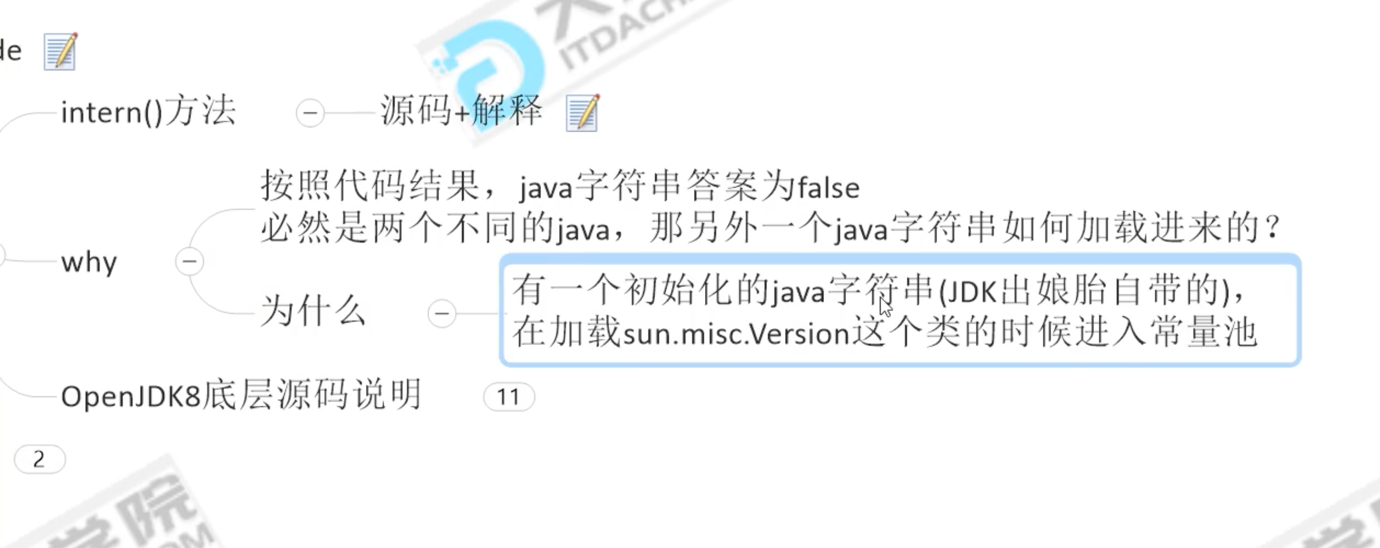 de
intern()方法
源码+解释
按照代码结果，java字符串答案为false
必然是两个不同的java，那另外一个java字符串如何加载进来的？
why
为什么
有一个初始化的java字符串(JDK出娘胎自带的)，
在加载sun.misc.Version这个类的时候进入常量池
OpenJDK8底层源码说明
11
2
ITDACH
学院
OM